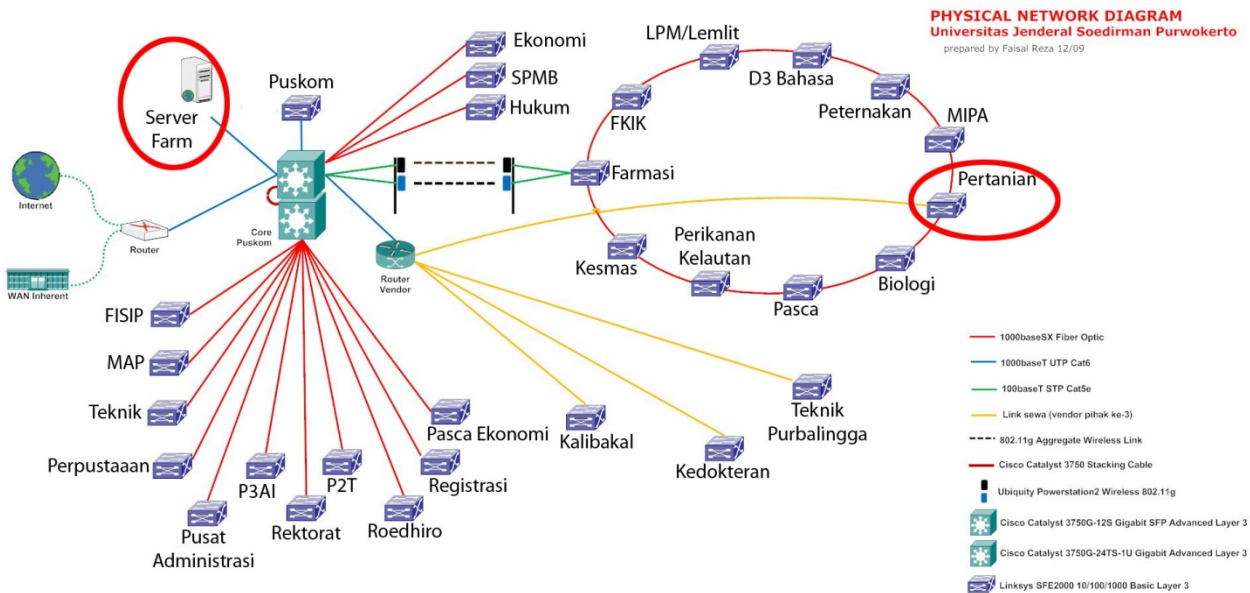 PHYSICAL NETWORK DIAGRAM
Universitas Jenderal Soedirman Purwokerto
prepared by Faisal Reza 12/09
Ekonomi
SPMB
Hukum
Puskom
Server
Farm
LPM/Lemlit
D3 Bahasa
Peternakan
MIPA
FKIK
Farmasi
Pertanian
Internet
Router
WAN Inherent
Core
Puskom
Router
Vendor
Kesmas
Perikanan
Kelautan
Pasca
Biologi
FISIP
MAP
Teknik
Perpustaaan
Pusat
Administrasi
P3AI
Rektorat
P2T
Roedhiro
Registrasi
Pasca Ekonomi
Kalibakal
Kedokteran
Teknik
Purbalingga
1000baseSX Fiber Optic
1000baseT UTP Cat6
100baseT STP Cat5e
Link sewa (vendor pihak ke-3)
802.11g Aggregate Wireless Link
Cisco Catalyst 3750 Stacking Cable
Ubiquity Powerstation2 Wireless 802.11g
Cisco Catalyst 3750G-12S Gigabit SFP Advanced Layer 3
Cisco Catalyst 3750G-24TS-1U Gigabit Advanced Layer 3
Linksys SFE2000 10/100/1000 Basic Layer 3